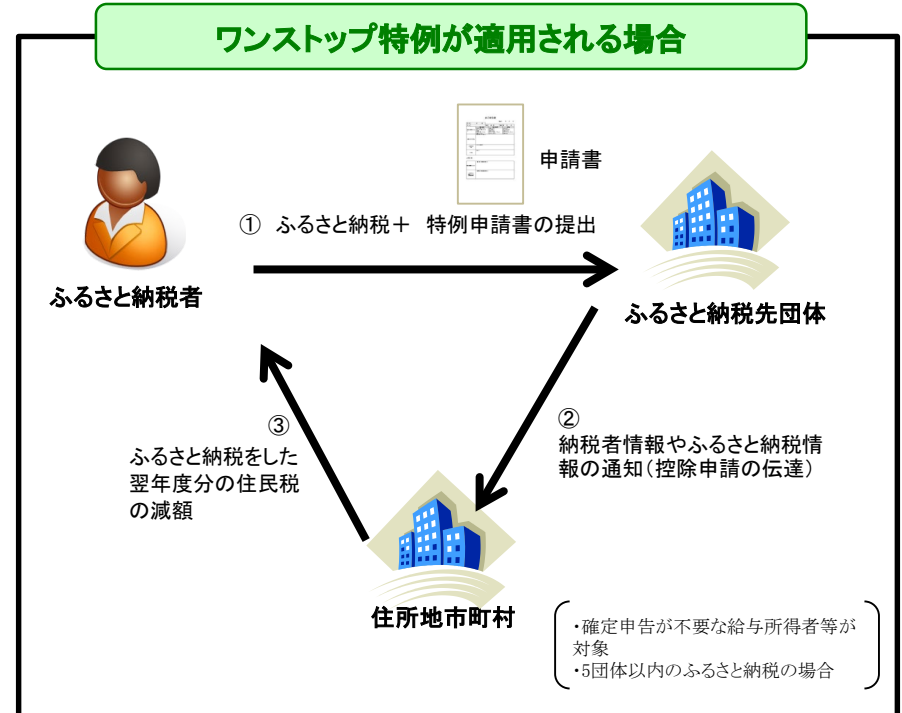 ワンストップ特例が適用される場合
申請書
① ふるさと納税＋ 特例申請書の提出
ふるさと納税者
ふるさと納税先団体
②
納税者情報やふるさと納税情
報の通知（控除申請の伝達）
③
ふるさと納税をした
翌年度分の住民税
の減額
住所地市町村
・確定申告が不要な給与所得者等が
対象
・5団体以内のふるさと納税の場合